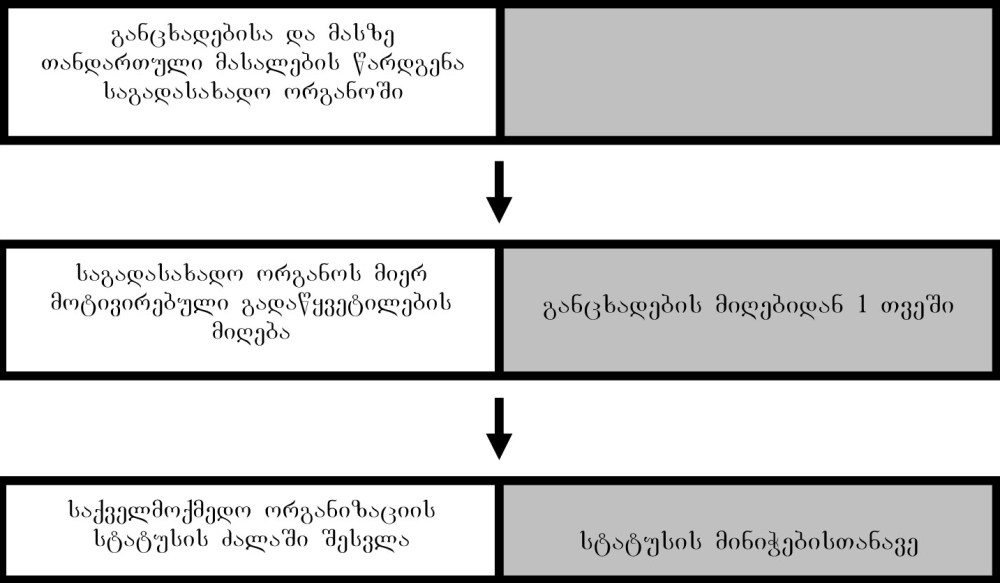 განცხადებისა და მასზე
თანდართული მასალების წარდგენა
საგადასახადო ორგანოში
საგადასახადო ორგანოს მიერ
მოტივირებული გადაწყვეტილების
მიღება
განცხადების მიღებიდან 1 თვეში
საქველმოქმედო ორგანიზაციის
სტატუსის ძალაში შესვლა
სტატუსის მინიჭებისთანავე